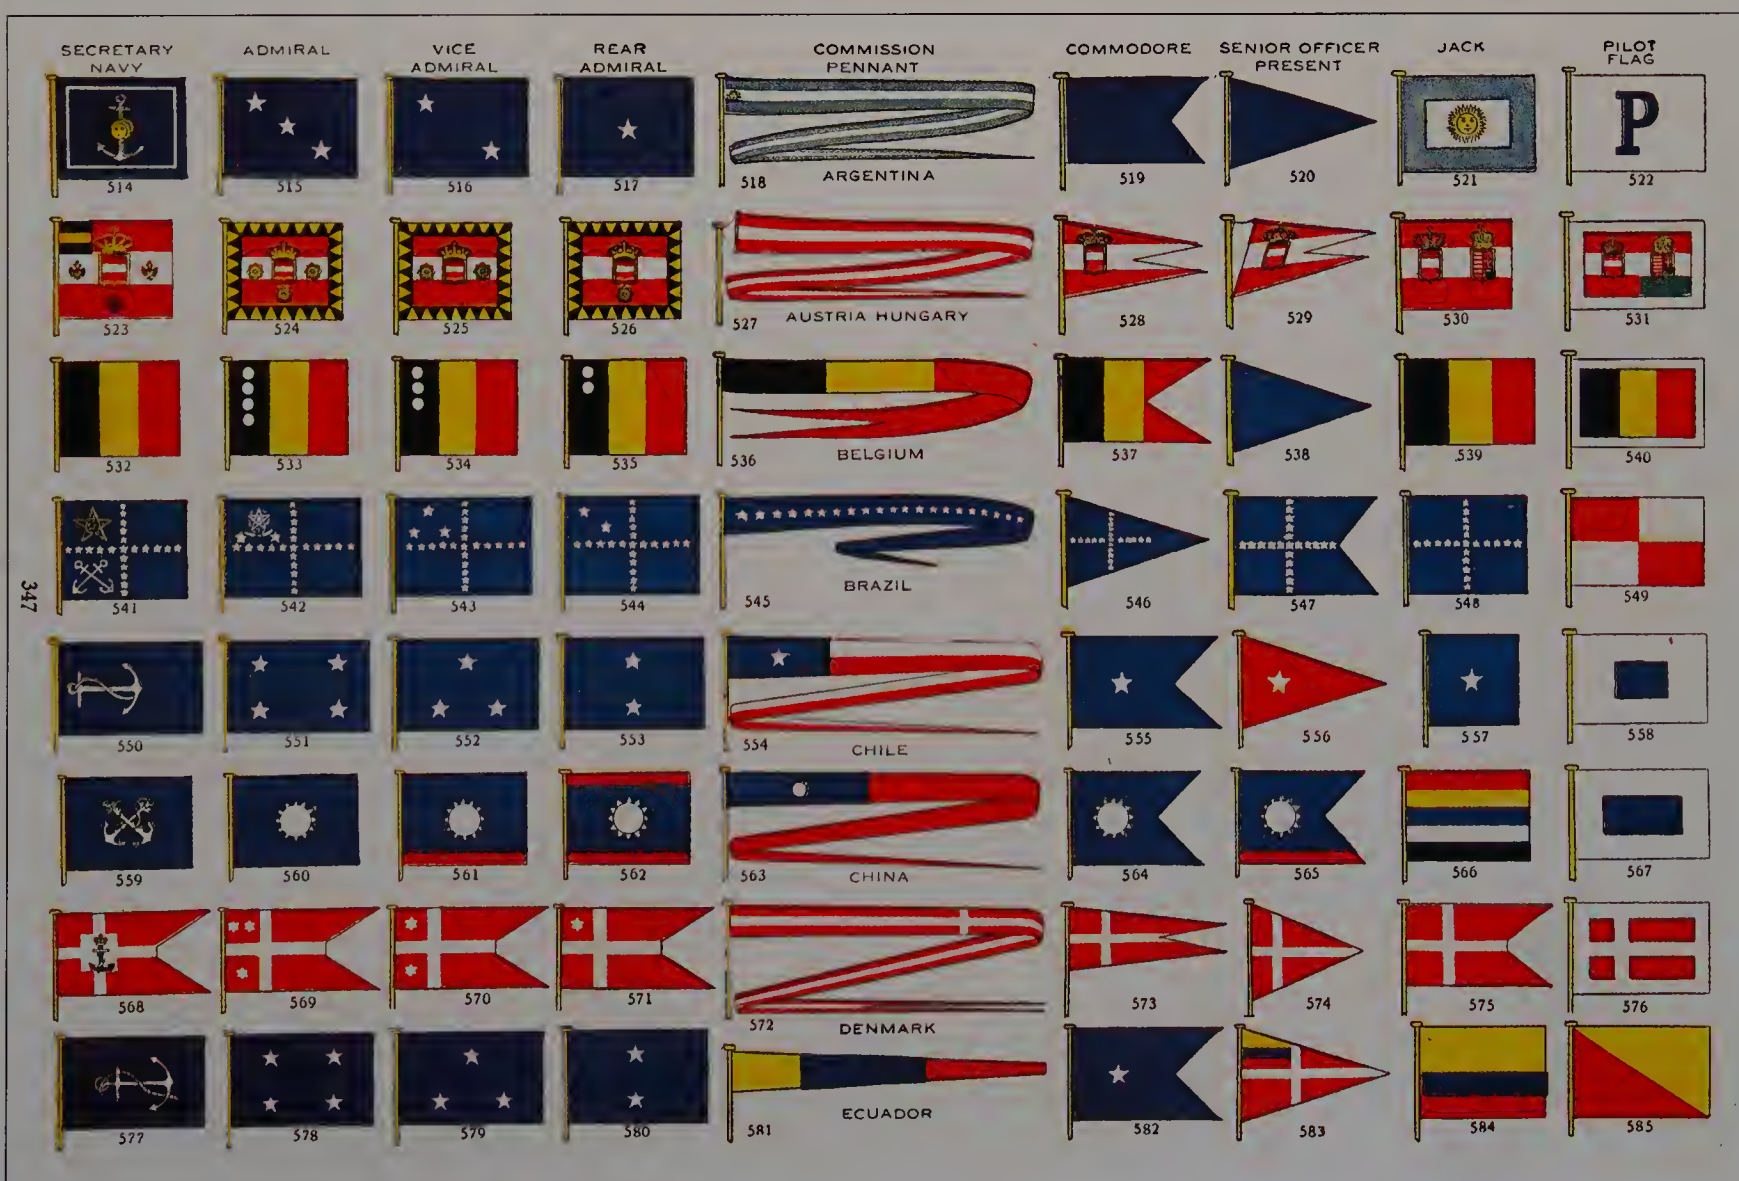 SECRETARY NAVY
ADMIRAL
VICE ADMIRAL
REAR ADMIRAL
COMMISSION PENNANT
COMMODORE
SENIOR OFFICER PRESENT
JACK
PILOT FLAG
P
514 515 516 517 518 ARGENTINA 519 520 521 522
523 524 525 526 527 AUSTRIA HUNGARY 528 529 530 531
532 533 534 535 536 BELGIUM 537 538 539 540
541 542 543 544 545 BRAZIL 546 547 548 549
347
550 551 552 553 554 CHILE 555 556 557 558
559 560 561 562 563 CHINA 564 565 566 567
568 569 570 571 572 DENMARK 573 574 575 576
577 578 579 580 581 ECUADOR 582 583 584 585